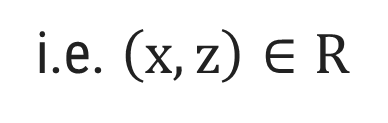 i.e. (x, z) ∈ R